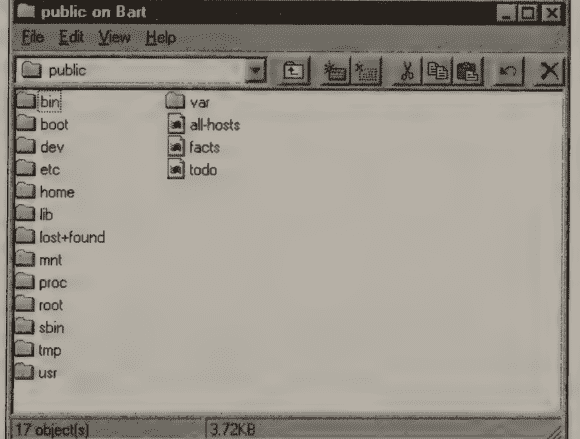 public on Bart
File Edit View Help
public
bin
boot
dev
etc
home
lib
lost+found
mnt
proc
root
sbin
tmp
usr
var
all-hosts
facts
todo
17 object(s) 3.72KB